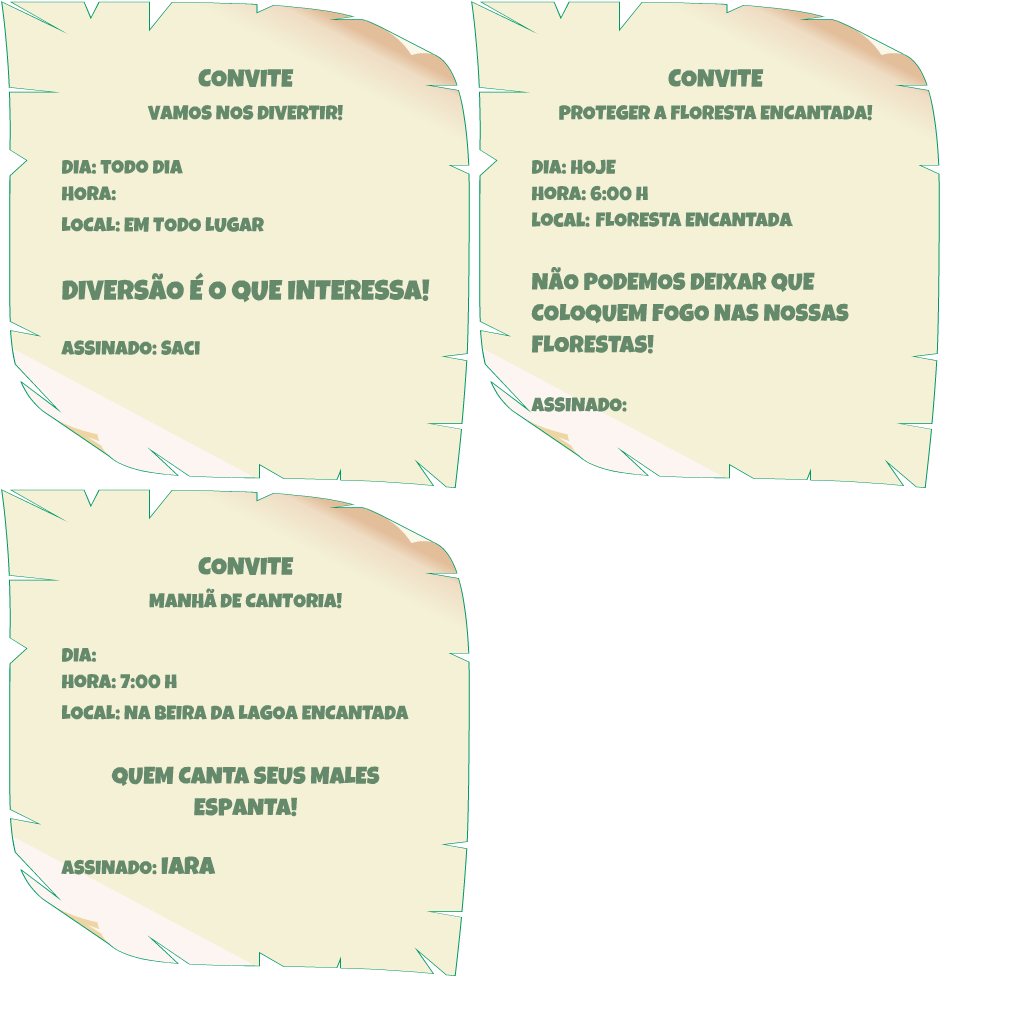 CONVITE
VAMOS NOS DIVERTIR!
DIA: TODO DIA
HORA:
LOCAL: EM TODO LUGAR
DIVERSÃO É O QUE INTERESSA!
ASSINADO: SACI
CONVITE
PROTEGER A FLORESTA ENCANTADA!
DIA: HOJE
HORA: 6:00 H
LOCAL: FLORESTA ENCANTADA
NÃO PODEMOS DEIXAR QUE
COLOQUEM FOGO NAS NOSSAS
FLORESTAS!
ASSINADO:
CONVITE
MANHÃ DE CANTORIA!
DIA:
HORA: 7:00 H
LOCAL: NA BEIRA DA LAGOA ENCANTADA
QUEM CANTA SEUS MALES
ESPANTA!
ASSINADO: IARA